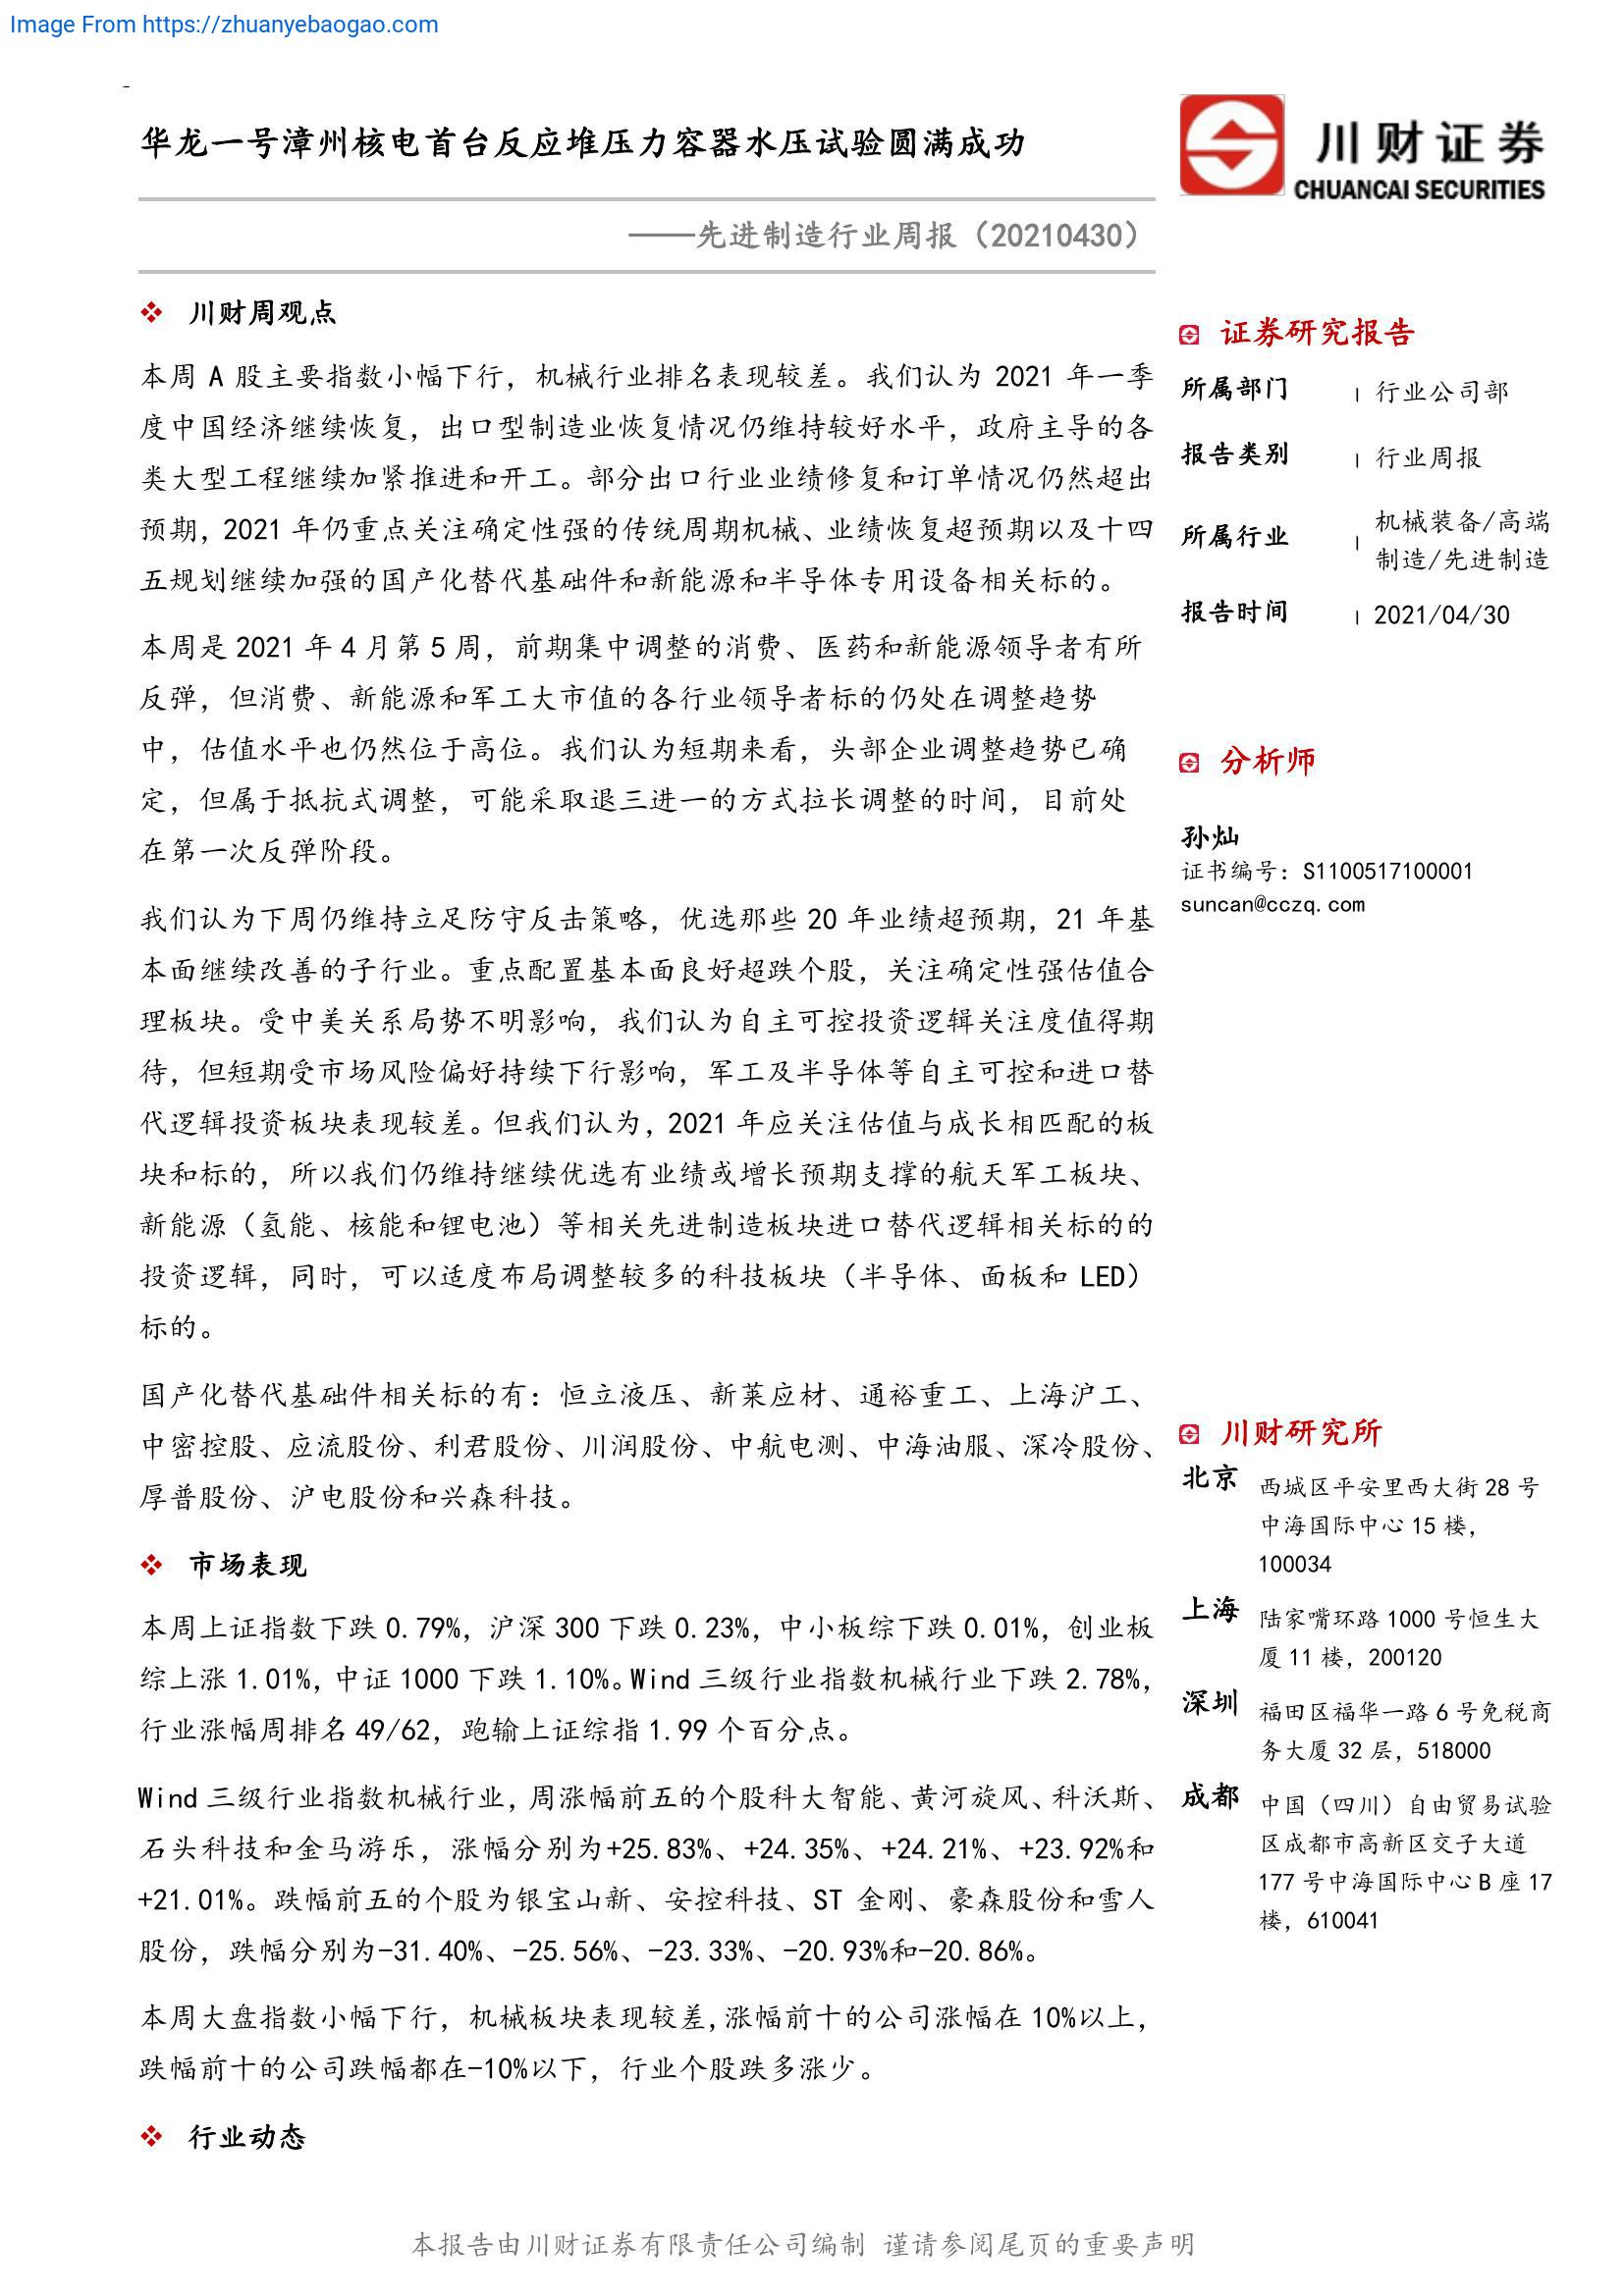 Image From https://zhuanyebaogao.com
-
华龙一号漳州核电首台反应堆压力容器水压试验圆满成功
——先进制造行业周报（20210430）
川财证券
CHUANCAI SECURITIES
川财周观点
本周 A 股主要指数小幅下行，机械行业排名表现较差。我们认为 2021 年一季
度中国经济继续恢复，出口型制造业恢复情况仍维持较好水平，政府主导的各
类大型工程继续加紧推进和开工。部分出口行业业绩修复和订单情况仍然超出
预期，2021 年仍重点关注确定性强的传统周期机械、业绩恢复超预期以及十四
五规划继续加强的国产化替代基础件和新能源和半导体专用设备相关标的。
本周是 2021 年 4 月第 5 周，前期集中调整的消费、医药和新能源领导者有所
反弹，但消费、新能源和军工大市值的各行业领导者标的仍处在调整趋势
中，估值水平也仍然位于高位。我们认为短期来看，头部企业调整趋势已确
定，但属于抵抗式调整，可能采取退三进一的方式拉长调整的时间，目前处
在第一次反弹阶段。
我们认为下周仍维持立足防守反击策略，优选那些 20 年业绩超预期，21 年基
本面继续改善的子行业。重点配置基本面良好超跌个股，关注确定性强估值合
理板块。受中美关系局势不明影响，我们认为自主可控投资逻辑关注度值得期
待，但短期受市场风险偏好持续下行影响，军工及半导体等自主可控和进口替
代逻辑投资板块表现较差。但我们认为，2021 年应关注估值与成长相匹配的板
块和标的，所以我们仍维持继续优选有业绩或增长预期支撑的航天军工板块、
新能源（氢能、核能和锂电池）等相关先进制造板块进口替代逻辑相关标的的
投资逻辑，同时，可以适度布局调整较多的科技板块（半导体、面板和 LED）
标的。
国产化替代基础件相关标的有：恒立液压、新莱应材、通裕重工、上海沪工、
中密控股、应流股份、利君股份、川润股份、中航电测、中海油服、深冷股份、
厚普股份、沪电股份和兴森科技。
市场表现
本周上证指数下跌 0.79%，沪深 300 下跌 0.23%，中小板综下跌 0.01%，创业板
综上涨 1.01%，中证 1000 下跌 1.10%。Wind 三级行业指数机械行业下跌 2.78%，
行业涨幅周排名 49/62，跑输上证综指 1.99 个百分点。
Wind 三级行业指数机械行业，周涨幅前五的个股科大智能、黄河旋风、科沃斯、
石头科技和金马游乐，涨幅分别为+25.83%、+24.35%、+24.21%、+23.92%和
+21.01%。跌幅前五的个股为银宝山新、安控科技、ST 金刚、豪森股份和雪人
股份，跌幅分别为-31.40%、-25.56%、-23.33%、-20.93%和-20.86%。
本周大盘指数小幅下行，机械板块表现较差,涨幅前十的公司涨幅在 10%以上，
跌幅前十的公司跌幅都在-10%以下，行业个股跌多涨少。
行业动态
证券研究报告
所属部门 | 行业公司部
报告类别 | 行业周报
所属行业 | 机械装备/高端
制造/先进制造
报告时间 | 2021/04/30
分析师
孙灿
证书编号：S1100517100001
suncan@cczq.com
川财研究所
北京 西城区平安里西大街 28 号
中海国际中心 15 楼，
100034
上海 陆家嘴环路 1000 号恒生大
厦 11 楼，200120
深圳 福田区福华一路 6 号免税商
务大厦 32 层，518000
成都 中国（四川）自由贸易试验
区成都市高新区交子大道
177 号中海国际中心 B 座 17
楼，610041
本报告由川财证券有限责任公司编制 谨请参阅尾页的重要声明